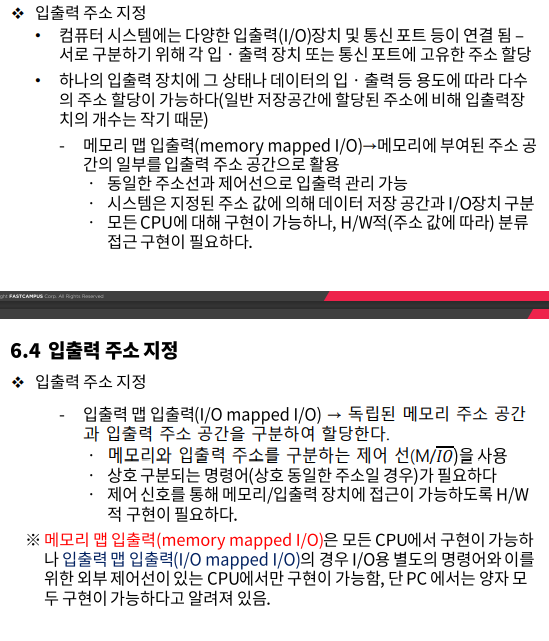 ❖ 입출력 주소 지정
• 컴퓨터 시스템에는 다양한 입출력(I/O)장치 및 통신 포트 등이 연결 됨 –
서로 구분하기 위해 각 입 · 출력 장치 또는 통신 포트에 고유한 주소 할당
• 하나의 입출력 장치에 그 상태나 데이터의 입 · 출력 등 용도에 따라 다수
의 주소 할당이 가능하다(일반 저장공간에 할당된 주소에 비해 입출력장
치의 개수는 작기 때문)
- 메모리 맵 입출력(memory mapped I/O)→메모리에 부여된 주소 공
간의 일부를 입출력 주소 공간으로 활용
· 동일한 주소선과 제어선으로 입출력 관리 가능
· 시스템은 지정된 주소 값에 의해 데이터 저장 공간과 I/O장치 구분
· 모든 CPU에 대해 구현이 가능하나, H/W적(주소 값에 따라) 분류
접근 구현이 필요하다.
ght FASTCAMPUS Corp. All Rights Reserved
6.4 입출력 주소 지정
❖ 입출력 주소 지정
- 입출력 맵 입출력(I/O mapped I/O) → 독립된 메모리 주소 공간
과 입출력 주소 공간을 구분하여 할당한다.
· 메모리와 입출력 주소를 구분하는 제어 선(M/I̅O̅)을 사용
· 상호 구분되는 명령어(상호 동일한 주소일 경우)가 필요하다
· 제어 신호를 통해 메모리/입출력 장치에 접근이 가능하도록 H/W
적 구현이 필요하다.
※ 메모리 맵 입출력(memory mapped I/O)은 모든 CPU에서 구현이 가능하
나 입출력 맵 입출력(I/O mapped I/O)의 경우 I/O용 별도의 명령어와 이를
위한 외부 제어선이 있는 CPU에서만 구현이 가능함, 단 PC 에서는 양자 모
두 구현이 가능하다고 알려져 있음.